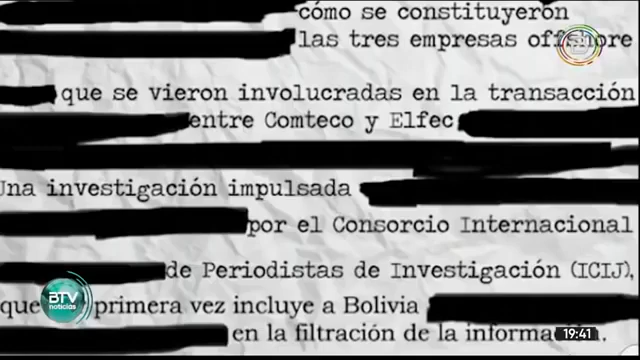 cómo se constituyeron
las tres empresas offshore
que se vieron involucradas en la transacción
entre Comteco y Elfec
Una investigación impulsada
por el Consorcio Internacional
de Periodistas de Investigación (ICIJ),
que primera vez incluye a Bolivia
en la filtración de la
BTV
noticias
19:41